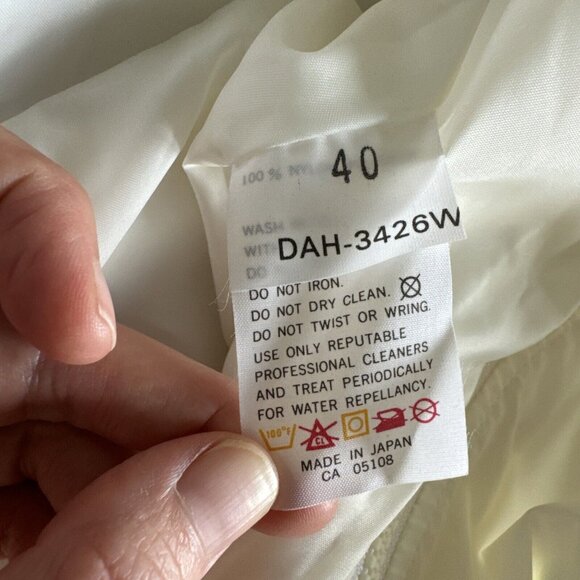 100 % NYL
40
WASH
WIT
DAH-3426W
DO
DO NOT IRON.
DO NOT DRY CLEAN.
DO NOT TWIST OR WRING.
USE ONLY REPUTABLE
PROFESSIONAL CLEANERS
AND TREAT PERIODICALLY
FOR WATER REPELLANCY.
100°F CL
MADE IN JAPAN
CA 05108